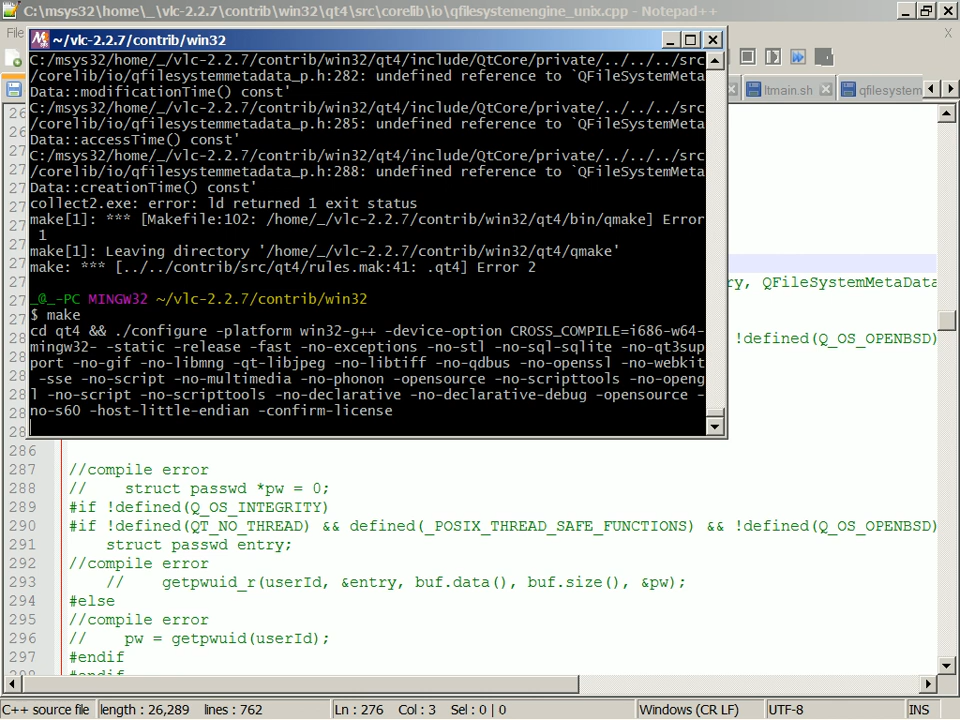 C:\msys32\home\_\vlc-2.2.7\contrib\win32\qt4\src\corelib\io\qfilesystemengine_unix.cpp - Notepad++
File
X
~/vlc-2.2.7/contrib/win32
ltmain.sh
qfilesystem
C:/msys32/home/_/vlc-2.2.7/contrib/win32/qt4/include/QtCore/private/../../../src
/corelib/io/qfilesystemmetadata_p.h:282: undefined reference to `QFileSystemMeta
Data::modificationTime() const'
C:/msys32/home/_/vlc-2.2.7/contrib/win32/qt4/include/QtCore/private/../../../src
/corelib/io/qfilesystemmetadata_p.h:285: undefined reference to `QFileSystemMeta
Data::accessTime() const'
C:/msys32/home/_/vlc-2.2.7/contrib/win32/qt4/include/QtCore/private/../../../src
/corelib/io/qfilesystemmetadata_p.h:288: undefined reference to `QFileSystemMeta
Data::creationTime() const'
collect2.exe: error: ld returned 1 exit status
make[1]: *** [Makefile:102: /home/_/vlc-2.2.7/contrib/win32/qt4/bin/qmake] Error
1
make[1]: Leaving directory '/home/_/vlc-2.2.7/contrib/win32/qt4/qmake'
make: *** [../../contrib/src/qt4/rules.mak:41: .qt4] Error 2
_@_-PC MINGW32 ~/vlc-2.2.7/contrib/win32
$ make
cd qt4 && ./configure -platform win32-g++ -device-option CROSS_COMPILE=i686-w64-
mingw32- -static -release -fast -no-exceptions -no-stl -no-sql-sqlite -no-qt3sup
port -no-gif -no-libmng -qt-libjpeg -no-libtiff -no-qdbus -no-openssl -no-webkit
-sse -no-script -no-multimedia -no-phonon -opensource -no-scripttools -no-openg
l -no-script -no-scripttools -no-declarative -no-declarative-debug -opensource -
no-s60 -host-little-endian -confirm-license
ry, QFileSystemMetaData
!defined(Q_OS_OPENBSD)
286
287 //compile error
288 // struct passwd *pw = 0;
289 #if !defined(Q_OS_INTEGRITY)
290 #if !defined(QT_NO_THREAD) && defined(_POSIX_THREAD_SAFE_FUNCTIONS) && !defined(Q_OS_OPENBSD)
291 struct passwd entry;
292 //compile error
293 // getpwuid_r(userId, &entry, buf.data(), buf.size(), &pw);
294 #else
295 //compile error
296 // pw = getpwuid(userId);
297 #endif
C++ source file length : 26,289 lines : 762 Ln : 276 Col : 3 Sel : 0 | 0 Windows (CR LF) UTF-8 INS